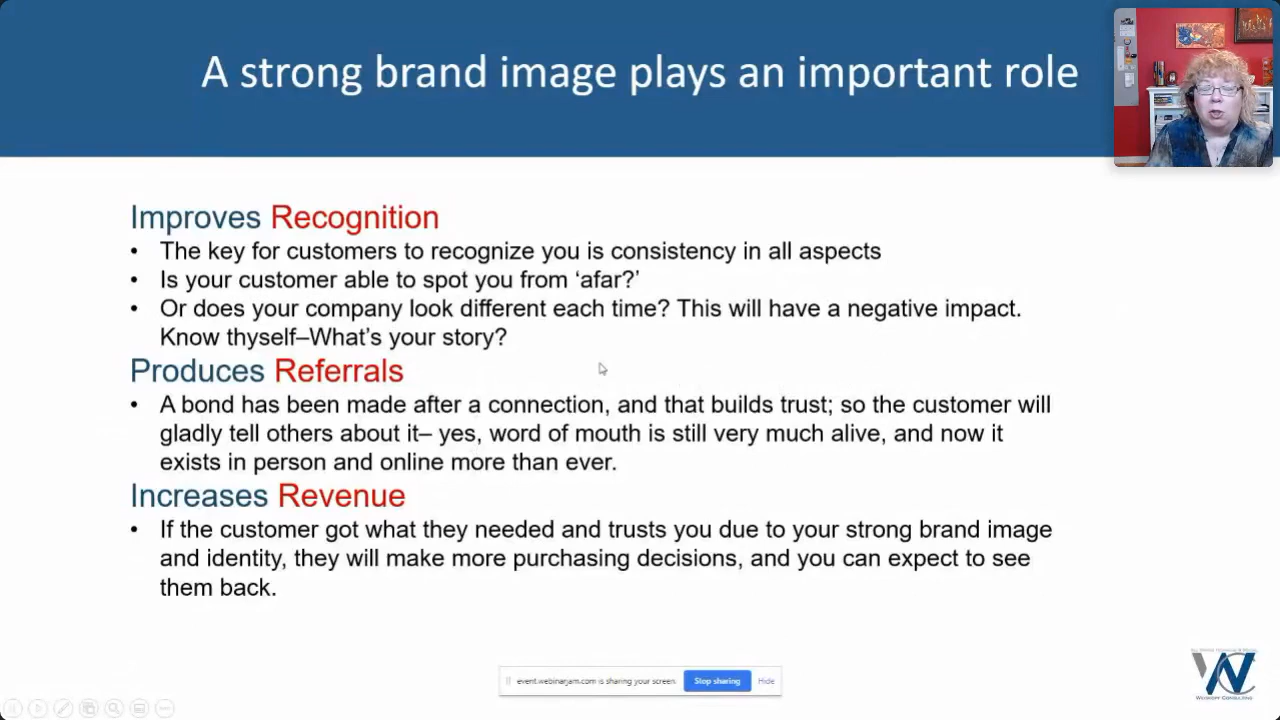 A strong brand image plays an important role
Improves Recognition
• The key for customers to recognize you is consistency in all aspects
• Is your customer able to spot you from ‘afar?’
• Or does your company look different each time? This will have a negative impact.
Know thyself–What’s your story?
Produces Referrals
• A bond has been made after a connection, and that builds trust; so the customer will
gladly tell others about it– yes, word of mouth is still very much alive, and now it
exists in person and online more than ever.
Increases Revenue
• If the customer got what they needed and trusts you due to your strong brand image
and identity, they will make more purchasing decisions, and you can expect to see
them back.
event.webinarjam.com is sharing your screen. Stop sharing Hide